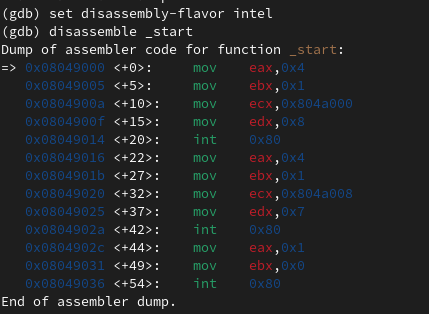 (gdb) set disassembly-flavor intel
(gdb) disassemble _start
Dump of assembler code for function _start:
=> 0x08049000 <+0>:     mov    eax,0x4
   0x08049005 <+5>:     mov    ebx,0x1
   0x0804900a <+10>:    mov    ecx,0x804a000
   0x0804900f <+15>:    mov    edx,0x8
   0x08049014 <+20>:    int    0x80
   0x08049016 <+22>:    mov    eax,0x4
   0x0804901b <+27>:    mov    ebx,0x1
   0x08049020 <+32>:    mov    ecx,0x804a008
   0x08049025 <+37>:    mov    edx,0x7
   0x0804902a <+42>:    int    0x80
   0x0804902c <+44>:    mov    eax,0x1
   0x08049031 <+49>:    mov    ebx,0x0
   0x08049036 <+54>:    int    0x80
End of assembler dump.